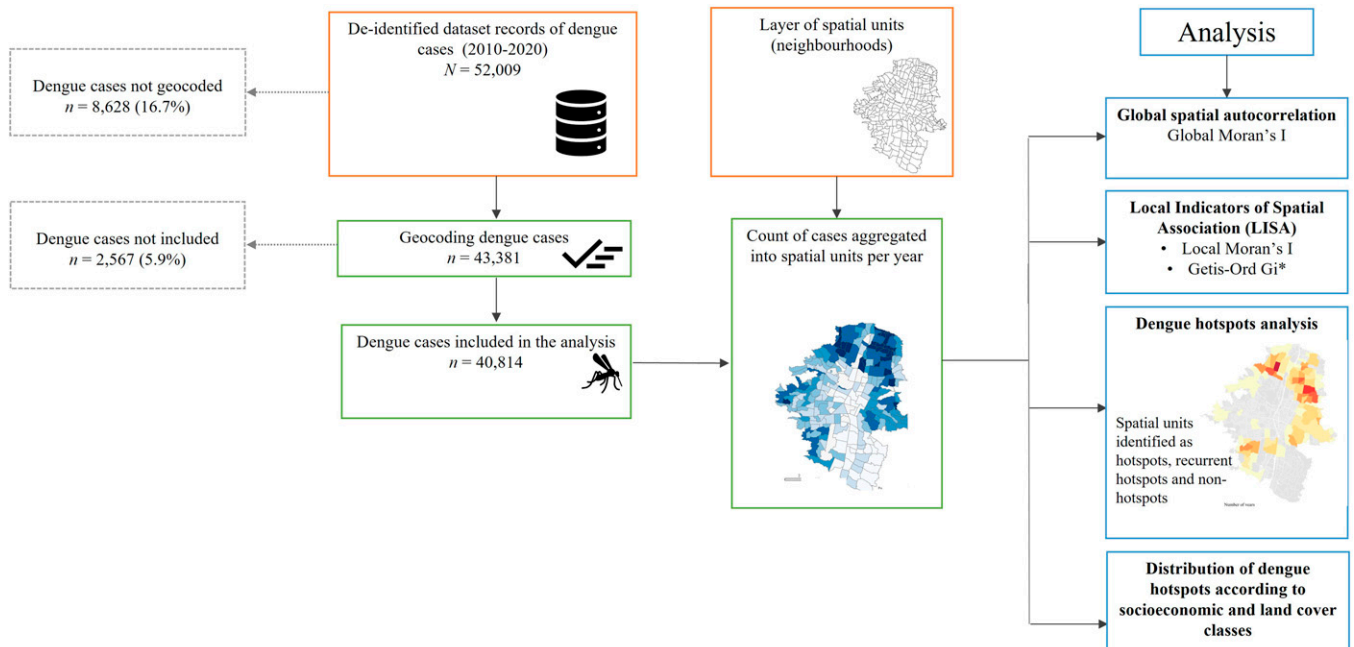 De-identified dataset records of dengue
cases (2010-2020)
N = 52,009
Dengue cases not geocoded
n = 8,628 (16.7%)
Geocoding dengue cases
n = 43,381
Dengue cases not included
n = 2,567 (5.9%)
Dengue cases included in the analysis
n = 40,814
Layer of spatial units
(neighbourhoods)
Count of cases aggregated
into spatial units per year
Analysis
Global spatial autocorrelation
Global Moran's I
Local Indicators of Spatial
Association (LISA)
• Local Moran's I
• Getis-Ord Gi*
Dengue hotspots analysis
Spatial units
identified as
hotspots, recurrent
hotspots and non-
hotspots
Number of years
Distribution of dengue
hotspots according to
socioeconomic and land cover
classes